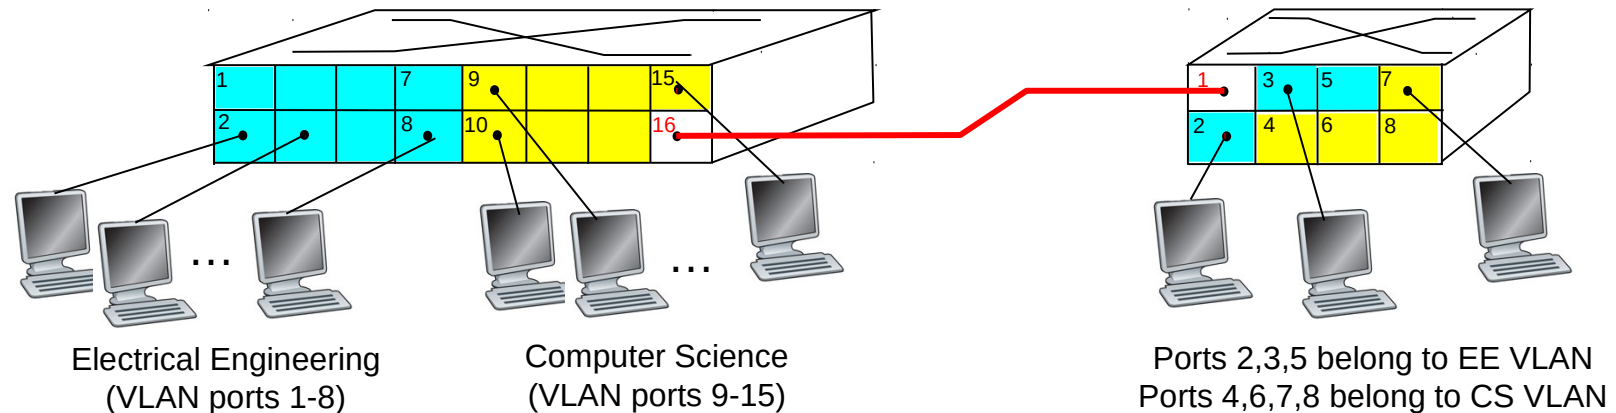 1 7 9 15
2 8 10 16
1 3 5 7
2 4 6 8
... ...
Electrical Engineering
(VLAN ports 1-8)
Computer Science
(VLAN ports 9-15)
Ports 2,3,5 belong to EE VLAN
Ports 4,6,7,8 belong to CS VLAN